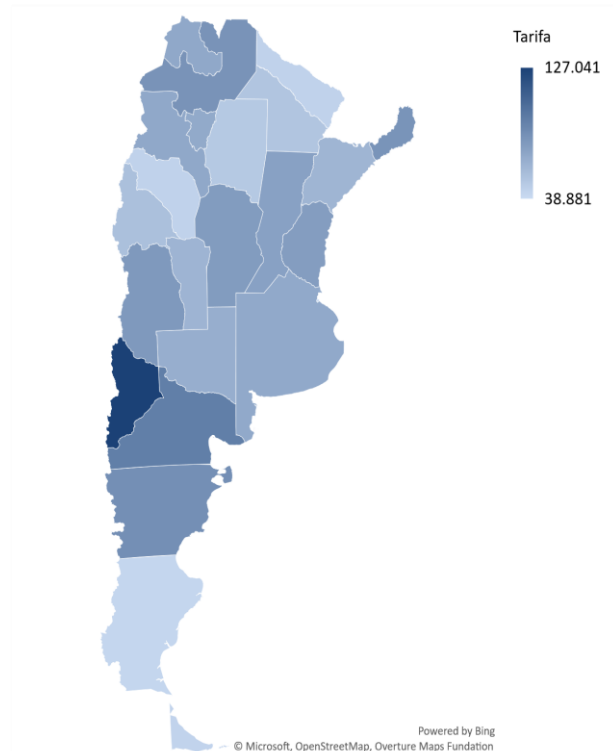 Tarifa
127.041
38.881
Powered by Bing
© Microsoft, OpenStreetMap, Overture Maps Fundation